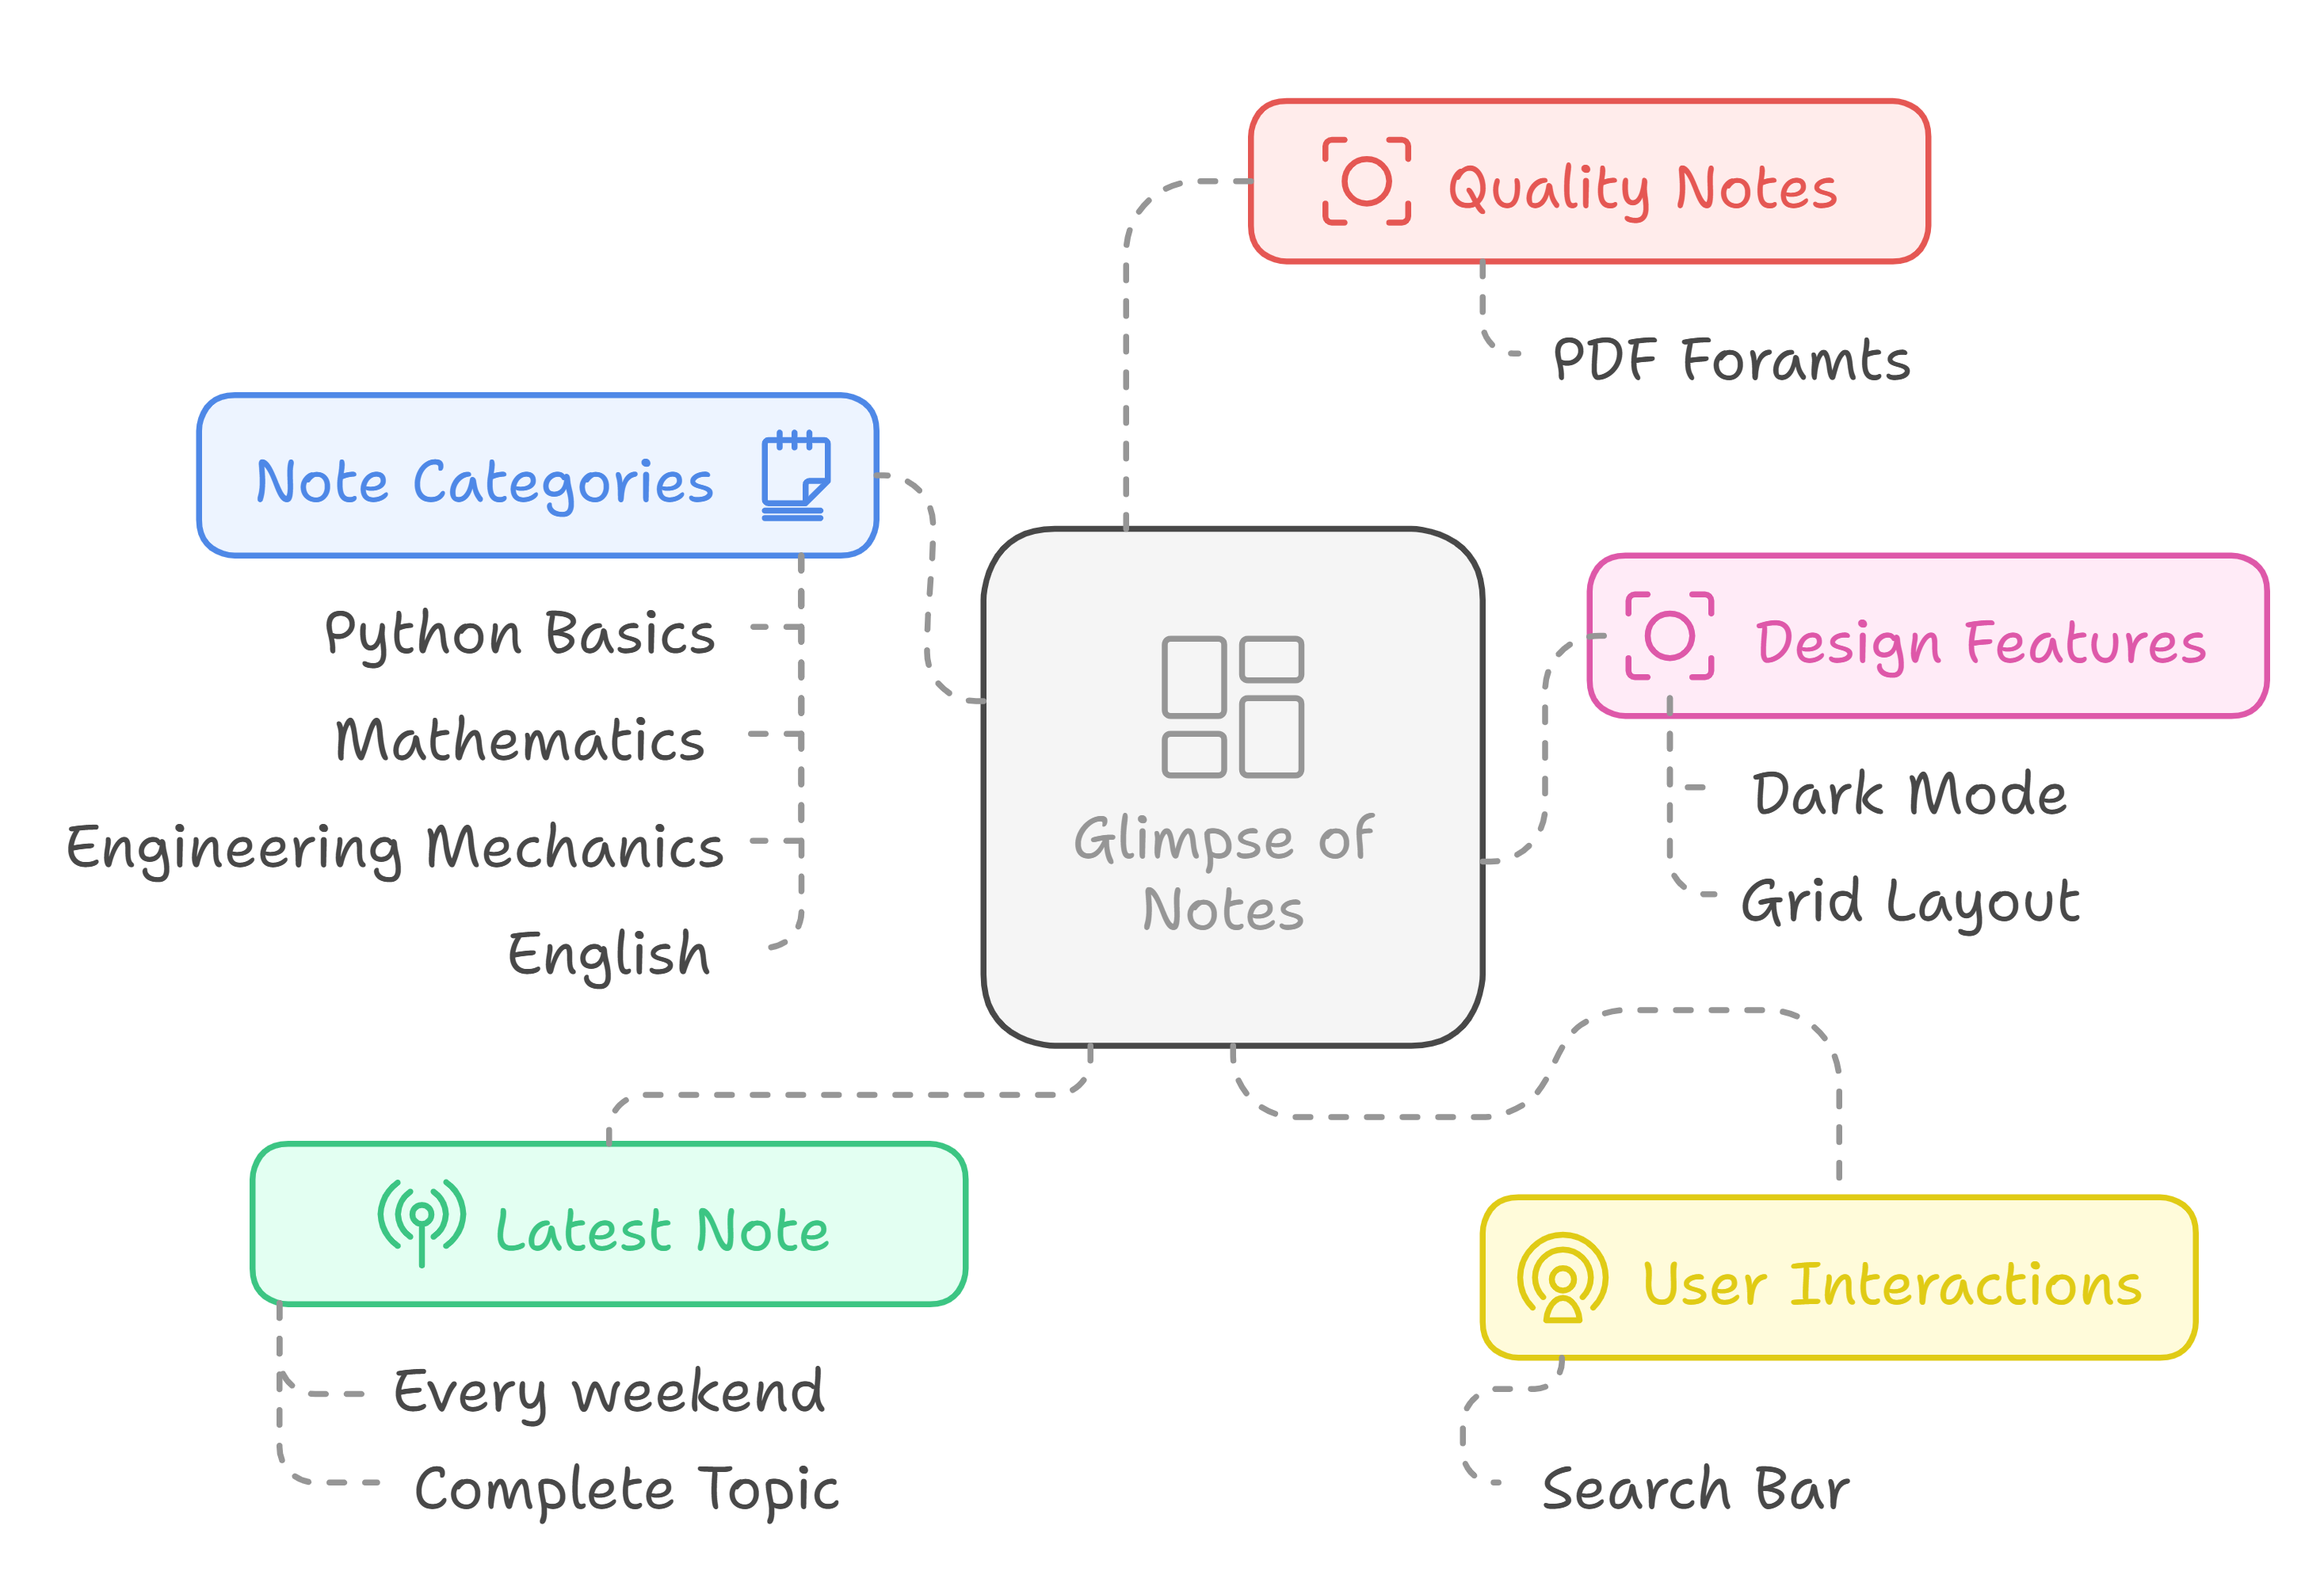 Quality Notes
PDF Foramts
Note Categories
Python Basics
Mathematics
Engineering Mechanics
English
Glimpse of
Notes
Design Features
Dark Mode
Grid Layout
Latest Note
Every weekend
Complete Topic
User Interactions
Search Bar